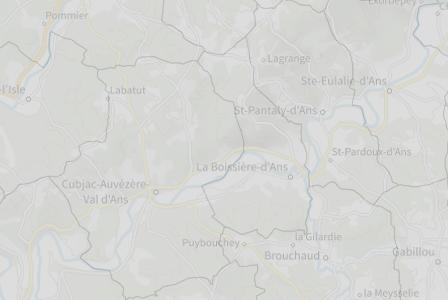 Pommier
Excideuil
Lagrange
-l'Isle
Labatut
Ste-Eulalie-d'Ans
St-Pantaly-d'Ans
St-Pardoux-d'Ans
La Boissière-d'Ans
Cubjac-Auvézère-
Val d'Ans
Puybouchey
la Gilardie
Brouchaud
Gabillou
la Meysselie